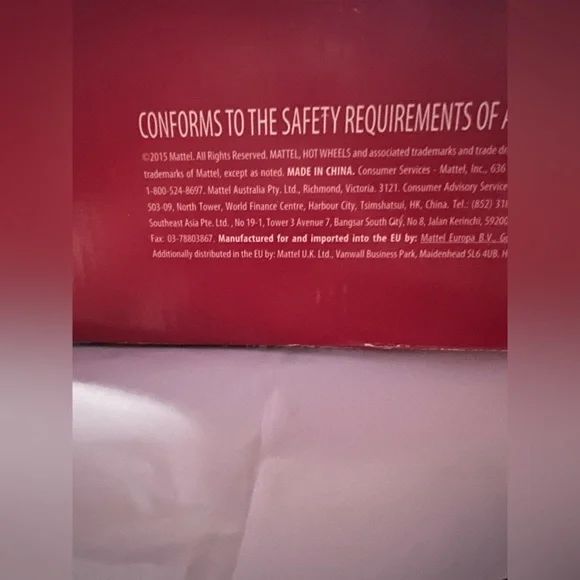 CONFORMS TO THE SAFETY REQUIREMENTS OF
©2015 Mattel. All Rights Reserved. MATTEL, HOT WHEELS and associated trademarks and trade
trademarks of Mattel, except as noted. MADE IN CHINA. Consumer Services - Mattel, Inc., 636
1-800-524-8697. Mattel Australia Pty. Ltd., Richmond, Victoria. 3121. Consumer Advisory Service
503-09, North Tower, World Finance Centre, Harbour City, Tsimshatsui, HK, China. Tel.: (852)
Southeast Asia Pte. Ltd., No 19-1, Tower 3 Avenue 7, Bangsar South City, No 8, Jalan Kerinchi, 59200
Fax: 03-78803867. Manufactured for and imported into the EU by: Mattel Europa B.V.,
Additionally distributed in the EU by: Mattel U.K. Ltd., Vanwall Business Park, Maidenhead SL6 4UB.